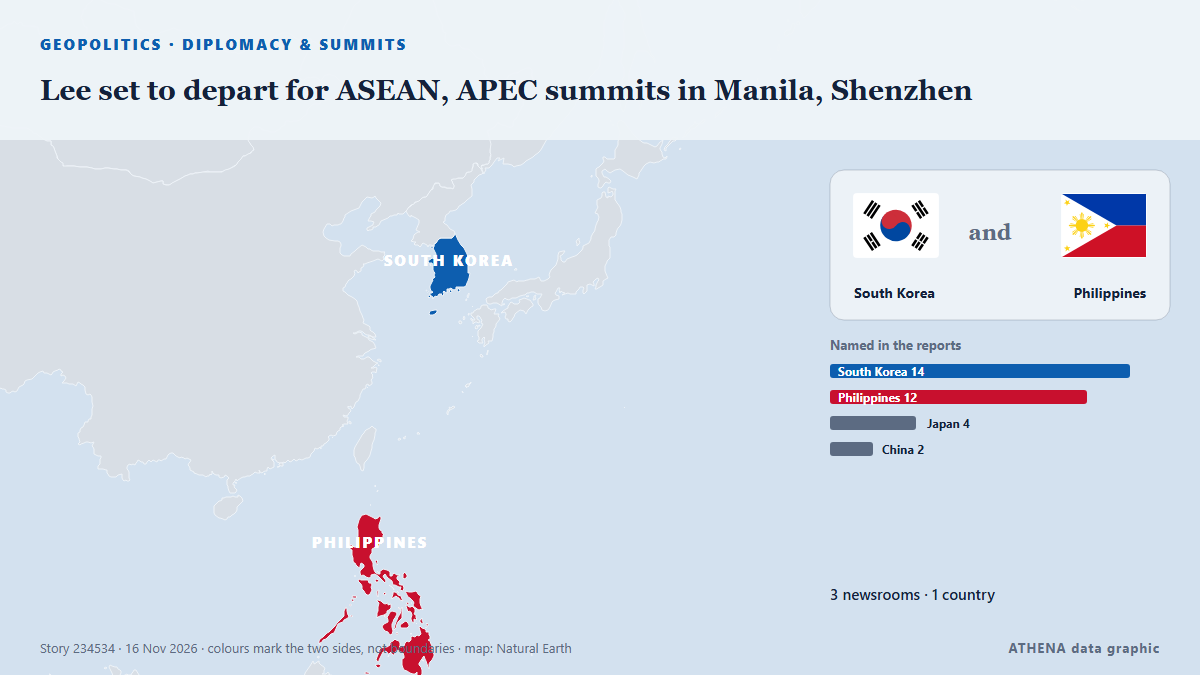 GEOPOLITICS · DIPLOMACY & SUMMITS
Lee set to depart for ASEAN, APEC summits in Manila, Shenzhen
SOUTH KOREA
PHILIPPINES
and
South Korea
Philippines
Named in the reports
South Korea 14
Philippines 12
Japan 4
China 2
3 newsrooms · 1 country
Story 234534 · 16 Nov 2026 · colours mark the two sides, not boundaries · map: Natural Earth
ATHENA data graphic